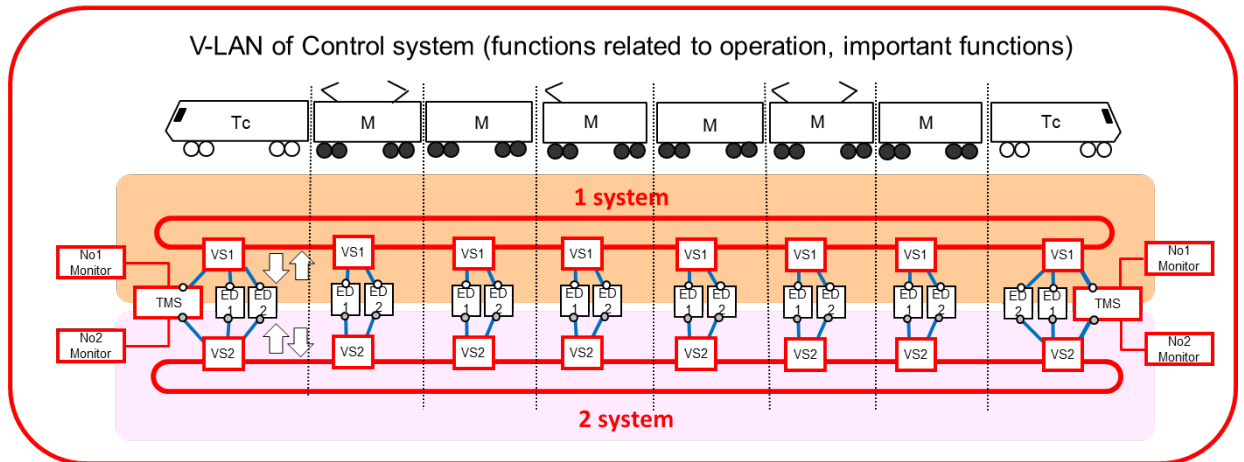 V-LAN of Control system (functions related to operation, important functions)
Tc
M
M
M
M
M
M
Tc
1 system
VS1
VS1
VS1
VS1
VS1
VS1
VS1
VS1
No1
Monitor
No1
Monitor
TMS
ED
1
ED
2
ED
1
ED
2
ED
1
ED
2
ED
1
ED
2
ED
1
ED
2
ED
1
ED
2
ED
1
ED
2
ED
2
ED
1
TMS
No2
Monitor
No2
Monitor
VS2
VS2
VS2
VS2
VS2
VS2
VS2
VS2
2 system